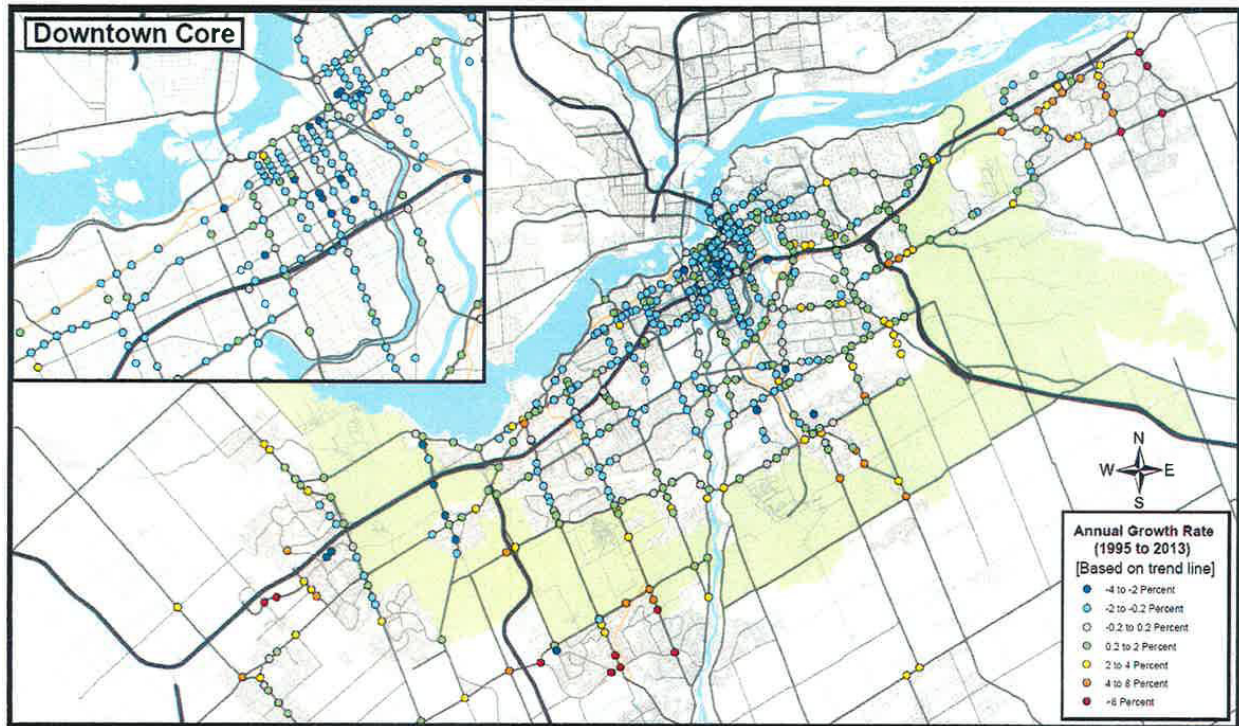 Downtown Core
N
W E
S
Annual Growth Rate
(1995 to 2013)
[Based on trend line]
-4 to -2 Percent
-2 to -0.2 Percent
-0.2 to 0.2 Percent
0.2 to 2 Percent
2 to 4 Percent
4 to 8 Percent
>8 Percent